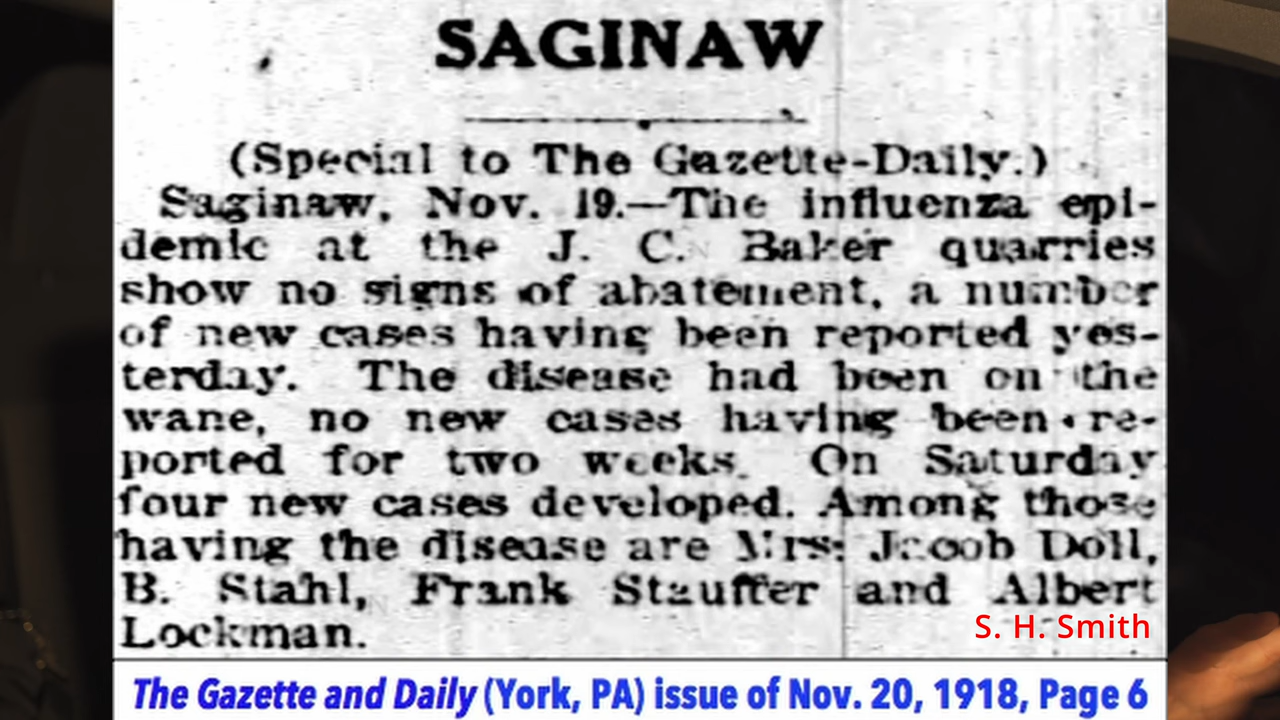 SAGINAW
(Special to The Gazette-Daily.)
Saginaw, Nov. 19.—The influenza epi-
demic at the J. C. Baker quarries
show no signs of abatement, a number
of new cases having been reported yes-
terday. The disease had been on the
wane, no new cases having been re-
ported for two weeks. On Saturday
four new cases developed. Among those
having the disease are Mrs. Jacob Doll,
B. Stahl, Frank Stauffer and Albert
Lockman.
S. H. Smith
The Gazette and Daily (York, PA) issue of Nov. 20, 1918, Page 6